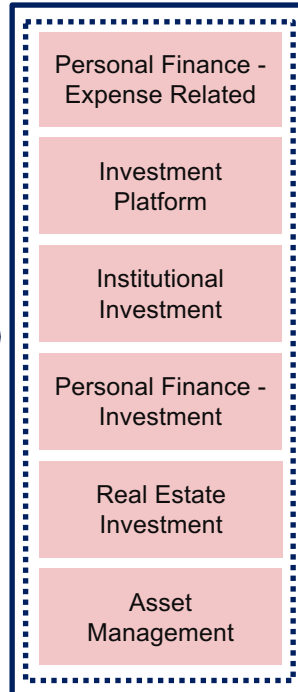 Personal Finance -
Expense Related
Investment
Platform
Institutional
Investment
Personal Finance -
Investment
Real Estate
Investment
Asset
Management